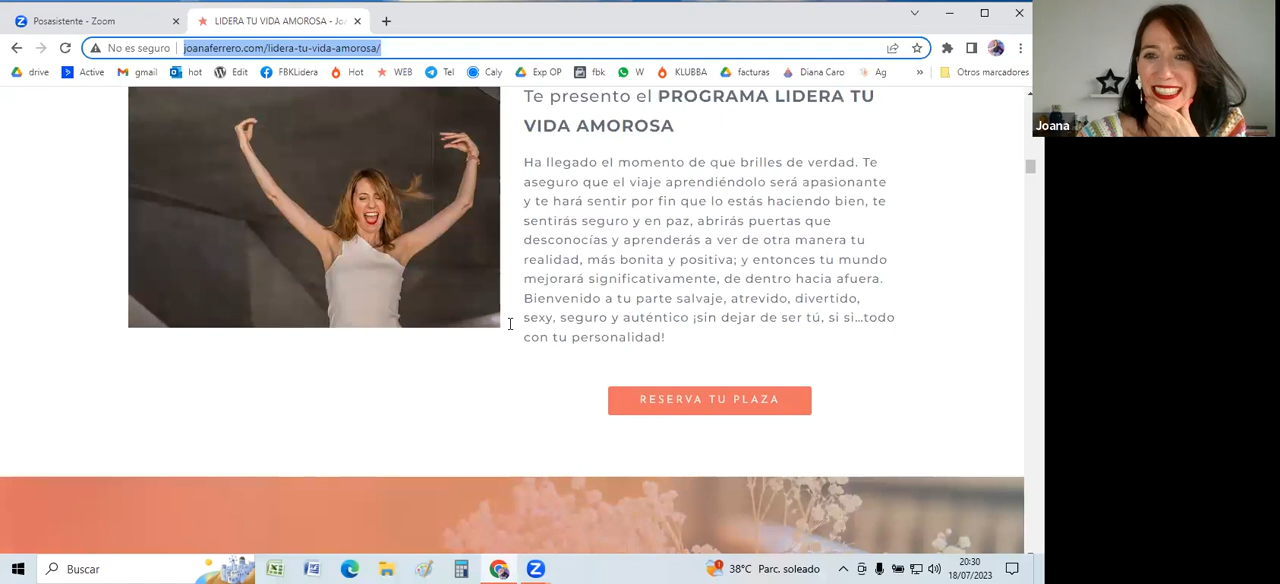 Posasistente - Zoom
LIDERA TU VIDA AMOROSA - Jo
No es seguro
joanaferrero.com/lidera-tu-vida-amorosa/
drive
Active
gmail
hot
Edit
FBKLidera
Hot
WEB
Tel
Caly
Exp OP
fbk
W
KLUBBA
facturas
Diana Caro
Ag
»
Otros marcadores
Joana
Te presento el PROGRAMA LIDERA TU
VIDA AMOROSA
Ha llegado el momento de que brilles de verdad. Te
aseguro que el viaje aprendiéndolo será apasionante
y te hará sentir por fin que lo estás haciendo bien, te
sentirás seguro y en paz, abrirás puertas que
desconocías y aprenderás a ver de otra manera tu
realidad, más bonita y positiva; y entonces tu mundo
mejorará significativamente, de dentro hacia afuera.
Bienvenido a tu parte salvaje, atrevido, divertido,
sexy, seguro y auténtico ¡sin dejar de ser tú, si si...todo
con tu personalidad!
RESERVA TU PLAZA
Buscar
38°C Parc. soleado
20:30
18/07/2023